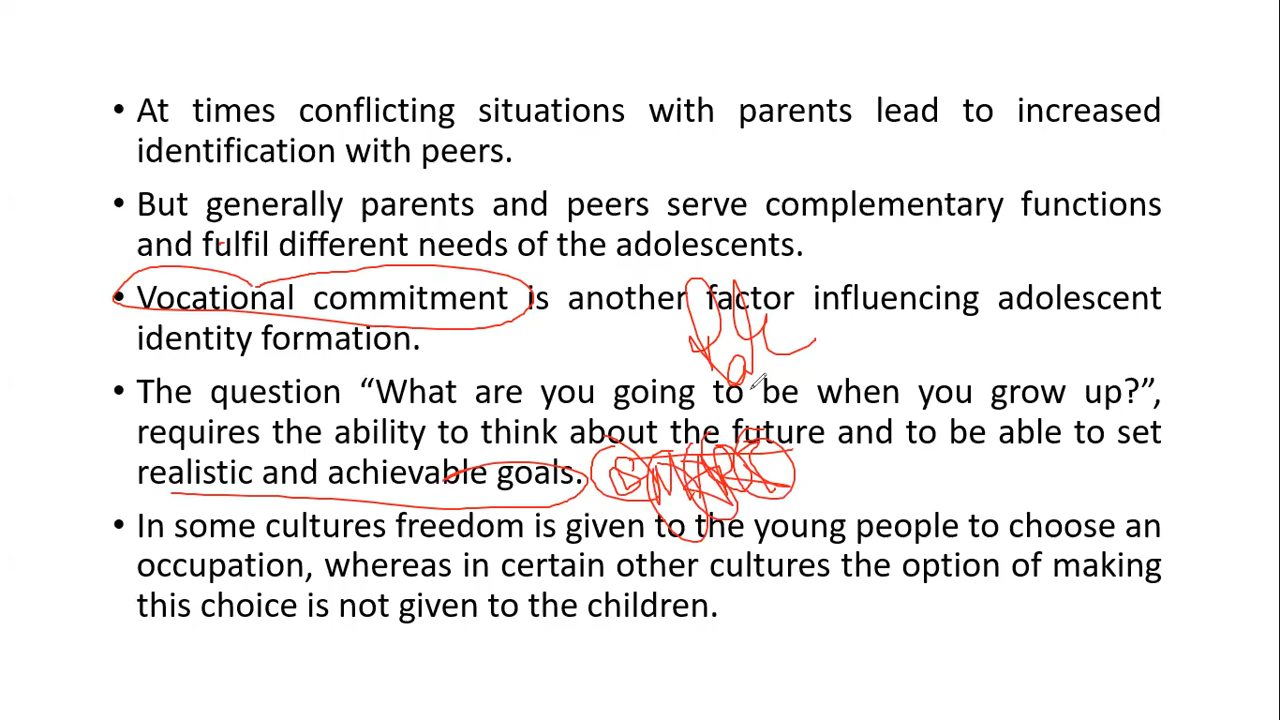 • At times conflicting situations with parents lead to increased
identification with peers.
• But generally parents and peers serve complementary functions
and fulfil different needs of the adolescents.
• Vocational commitment is another factor influencing adolescent
identity formation.
• The question “What are you going to be when you grow up?”,
requires the ability to think about the future and to be able to set
realistic and achievable goals.
• In some cultures freedom is given to the young people to choose an
occupation, whereas in certain other cultures the option of making
this choice is not given to the children.